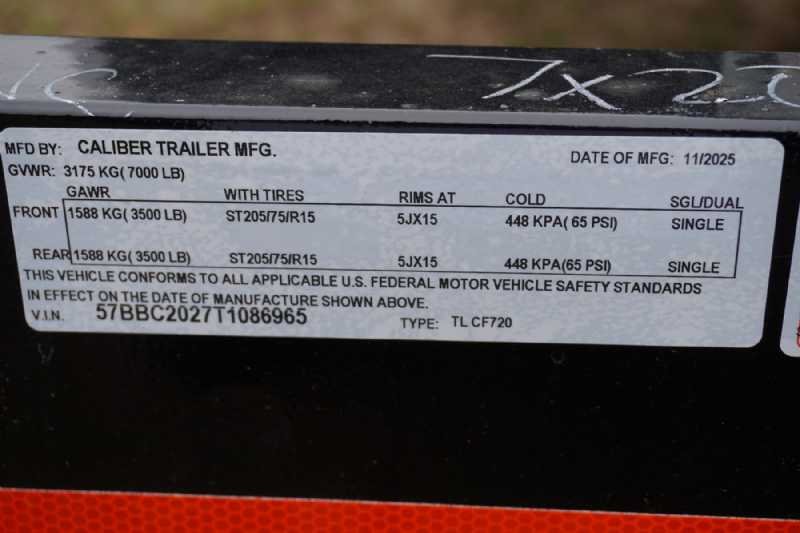 7x20
MFD BY: CALIBER TRAILER MFG. DATE OF MFG: 11/2025
GVWR: 3175 KG( 7000 LB)
GAWR WITH TIRES RIMS AT COLD SGL/DUAL
FRONT 1588 KG( 3500 LB) ST205/75/R15 5JX15 448 KPA( 65 PSI) SINGLE
REAR 1588 KG( 3500 LB) ST205/75/R15 5JX15 448 KPA(65 PSI) SINGLE
THIS VEHICLE CONFORMS TO ALL APPLICABLE U.S. FEDERAL MOTOR VEHICLE SAFETY STANDARDS
IN EFFECT ON THE DATE OF MANUFACTURE SHOWN ABOVE.
V.I.N. 57BBC2027T1086965 TYPE: TL CF720